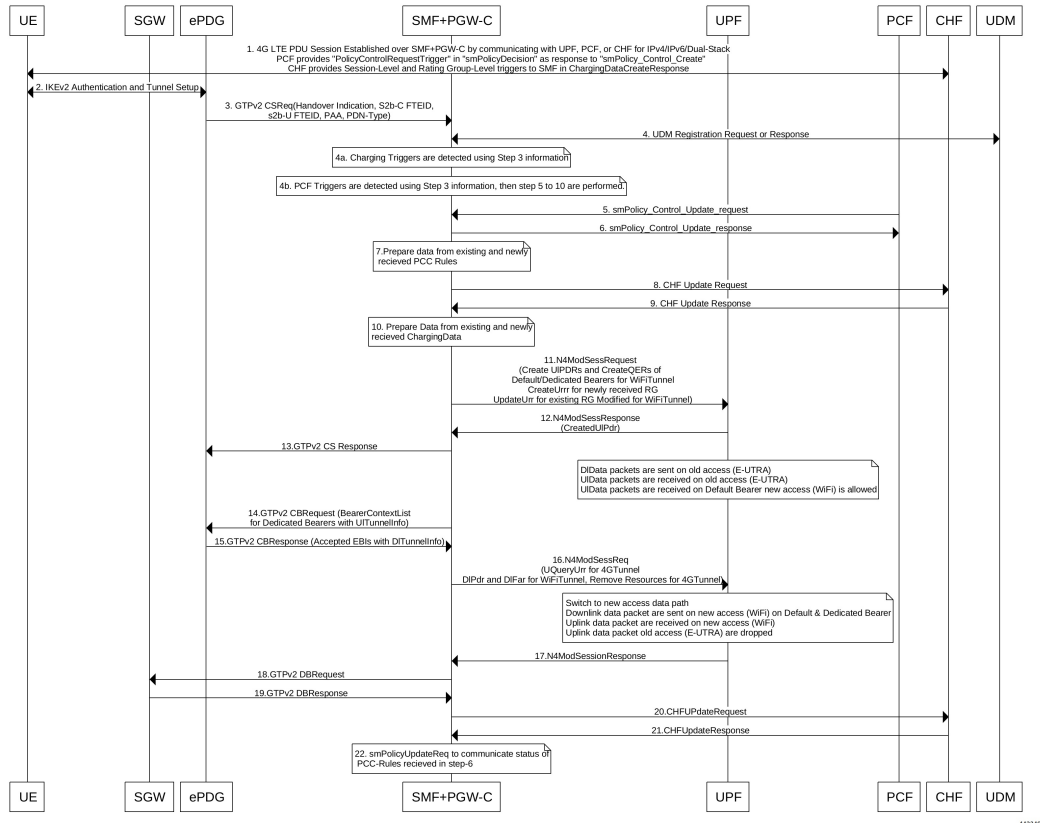 UE SGW ePDG SMF+PGW-C UPF PCF CHF UDM
1. 4G LTE PDU Session Established over SMF+PGW-C by communicating with UPF, PCF, or CHF for IPv4/IPv6/Dual-Stack
PCF provides "PolicyControlRequestTrigger" in "smPolicyDecision" as response to "smPolicy_Control_Create"
CHF provides Session-Level and Rating Group-Level triggers to SMF in ChargingDataCreateResponse
2. IKEv2 Authentication and Tunnel Setup
3. GTPv2 CSReq(Handover Indication, S2b-C FTEID,
s2b-U FTEID, PAA, PDN-Type)
4. UDM Registration Request or Response
4a. Charging Triggers are detected using Step 3 information
4b. PCF Triggers are detected using Step 3 information, then step 5 to 10 are performed.
5. smPolicy_Control_Update_request
6. smPolicy_Control_Update_response
7.Prepare data from existing and newly
recieved PCC Rules
8. CHF Update Request
9. CHF Update Response
10. Prepare Data from existing and newly
recieved ChargingData
11.N4ModSessRequest
(Create UlPDRs and CreateQERs of
Default/Dedicated Bearers for WiFiTunnel
CreateUrrr for newly received RG
UpdateUrr for existing RG Modified for WiFiTunnel)
12.N4ModSessResponse
(CreatedUlPdr)
13.GTPv2 CS Response
DlData packets are sent on old access (E-UTRA)
UlData packets are received on old access (E-UTRA)
UlData packets are received on Default Bearer new access (WiFi) is allowed
14.GTPv2 CBRequest (BearerContextList
for Dedicated Bearers with UlTunnelInfo)
15.GTPv2 CBResponse (Accepted EBIs with DlTunnelInfo)
16.N4ModSessReq
(UQueryUrr for 4GTunnel
DlPdr and DlFar for WiFiTunnel, Remove Resources for 4GTunnel)
Switch to new access data path
Downlink data packet are sent on new access (WiFi) on Default & Dedicated Bearer
Uplink data packet are received on new access (WiFi)
Uplink data packet old access (E-UTRA) are dropped
17.N4ModSessionResponse
18.GTPv2 DBRequest
19.GTPv2 DBResponse
20.CHFUPdateRequest
21.CHFUpdateResponse
22. smPolicyUpdateReq to communicate status of
PCC-Rules recieved in step-6
UE SGW ePDG SMF+PGW-C UPF PCF CHF UDM